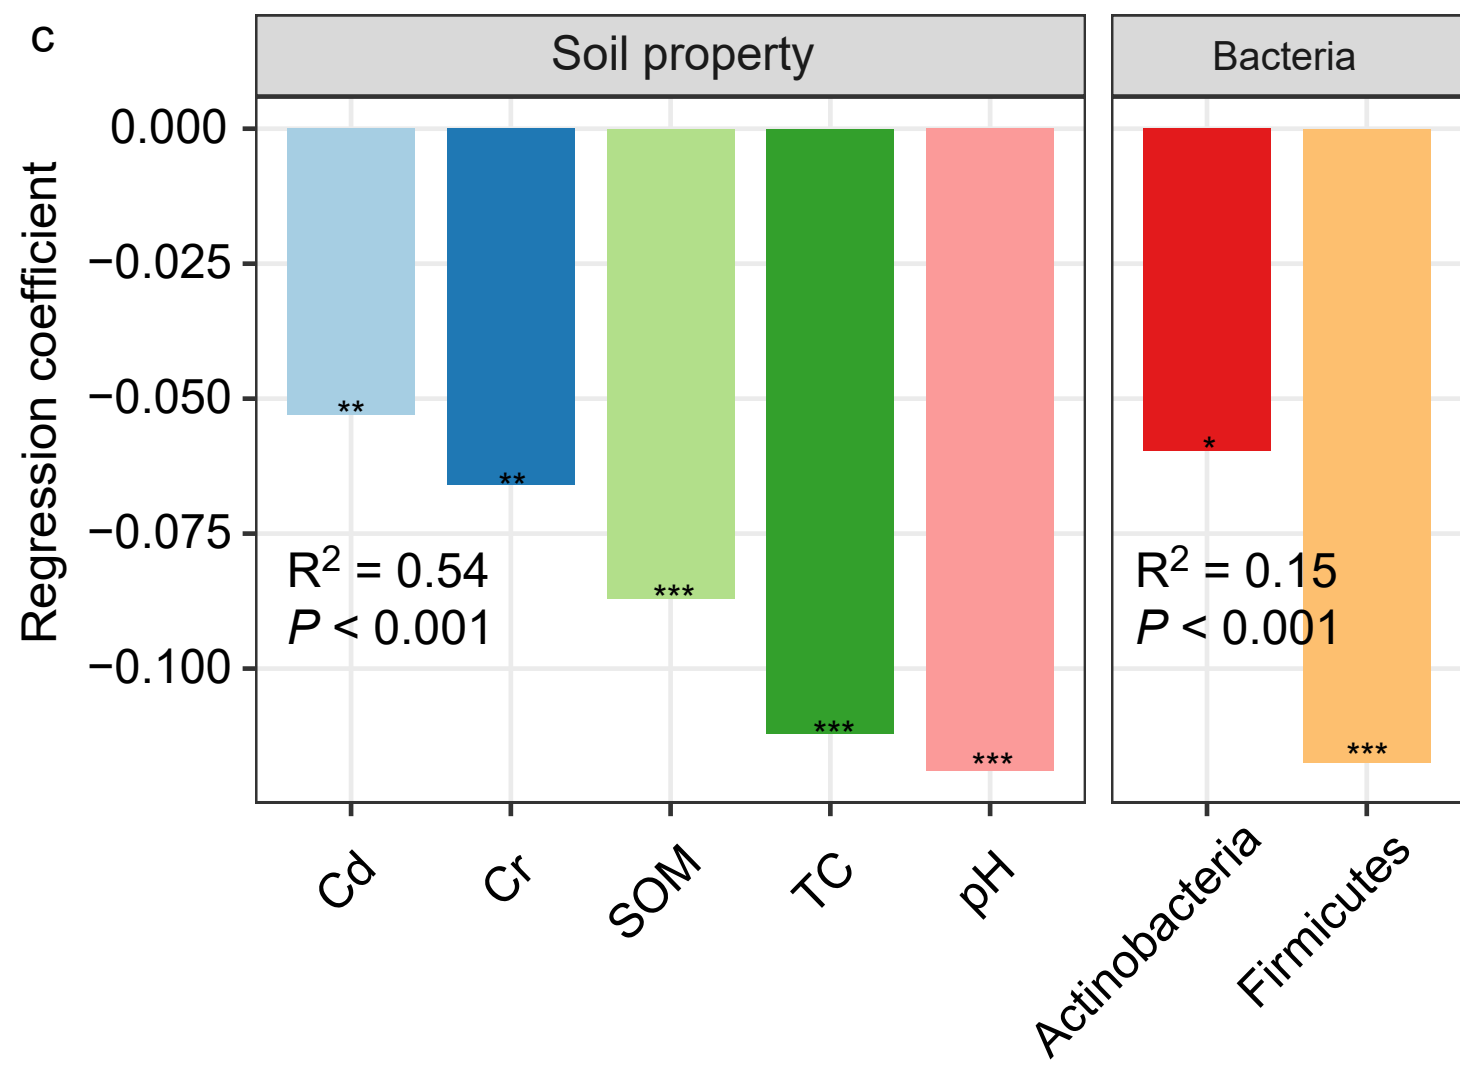 c
Soil property
Bacteria
Regression coefficient
0.000
−0.025
−0.050
−0.075
−0.100
**
**
***
***
***
*
***
R² = 0.54
P < 0.001
R² = 0.15
P < 0.001
Cd
Cr
SOM
TC
pH
Actinobacteria
Firmicutes